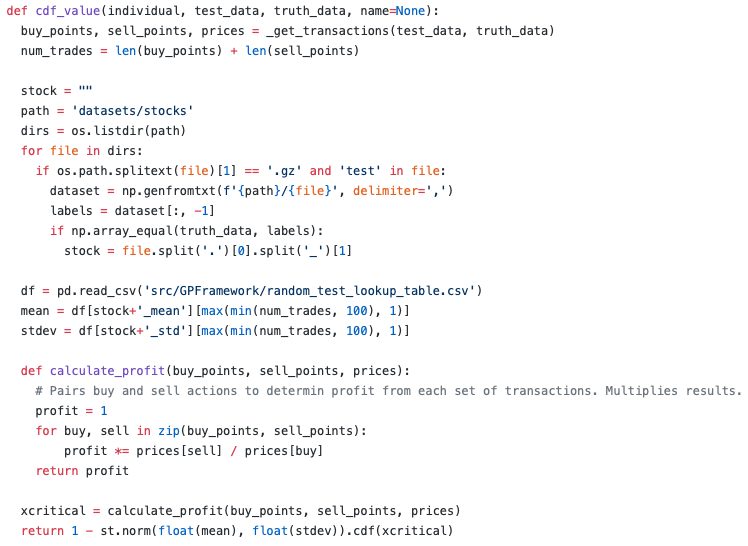 def cdf_value(individual, test_data, truth_data, name=None):
  buy_points, sell_points, prices = _get_transactions(test_data, truth_data)
  num_trades = len(buy_points) + len(sell_points)

  stock = ""
  path = 'datasets/stocks'
  dirs = os.listdir(path)
  for file in dirs:
    if os.path.splitext(file)[1] == '.gz' and 'test' in file:
      dataset = np.genfromtxt(f'{path}/{file}', delimiter=',')
      labels = dataset[:, -1]
      if np.array_equal(truth_data, labels):
        stock = file.split('.')[0].split('_')[1]

  df = pd.read_csv('src/GPFramework/random_test_lookup_table.csv')
  mean = df[stock+'_mean'][max(min(num_trades, 100), 1)]
  stdev = df[stock+'_std'][max(min(num_trades, 100), 1)]

  def calculate_profit(buy_points, sell_points, prices):
    # Pairs buy and sell actions to determin profit from each set of transactions. Multiplies results.
    profit = 1
    for buy, sell in zip(buy_points, sell_points):
        profit *= prices[sell] / prices[buy]
    return profit

  xcritical = calculate_profit(buy_points, sell_points, prices)
  return 1 - st.norm(float(mean), float(stdev)).cdf(xcritical)